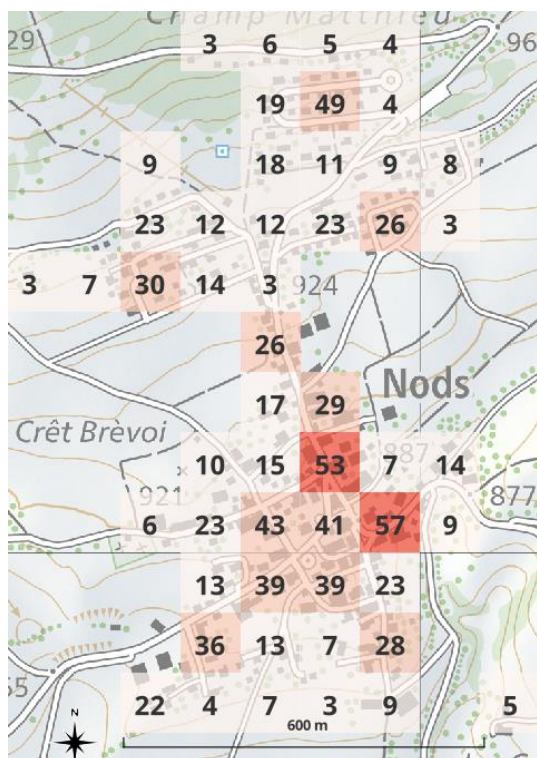 Champ Matthieu
29
3 6 5 4
96
19 49 4
9 18 11 9 8
23 12 12 23 26 3
3 7 30 14 3 924
26
Nods
17 29
Crêt Brèvoi
10 15 53 7 14
987
921
877
6 23 43 41 57 9
13 39 39 23
36 13 7 28
55
22 4 7 3 9 5
N
600 m